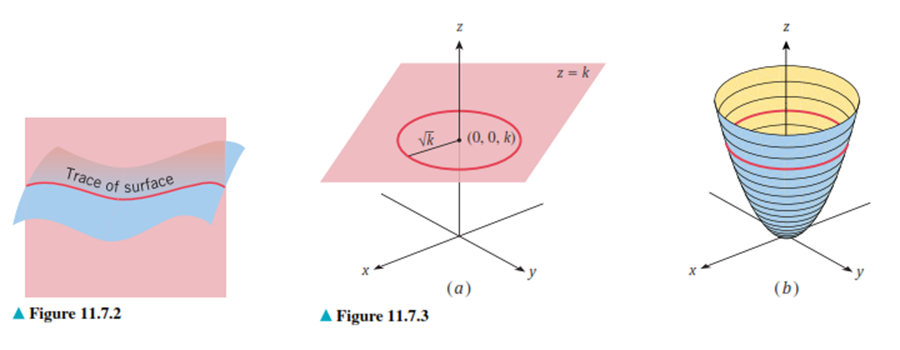 Trace of surface
▲ Figure 11.7.2
z
z = k
√k
(0, 0, k)
x
y
(a)
▲ Figure 11.7.3
z
x
y
(b)